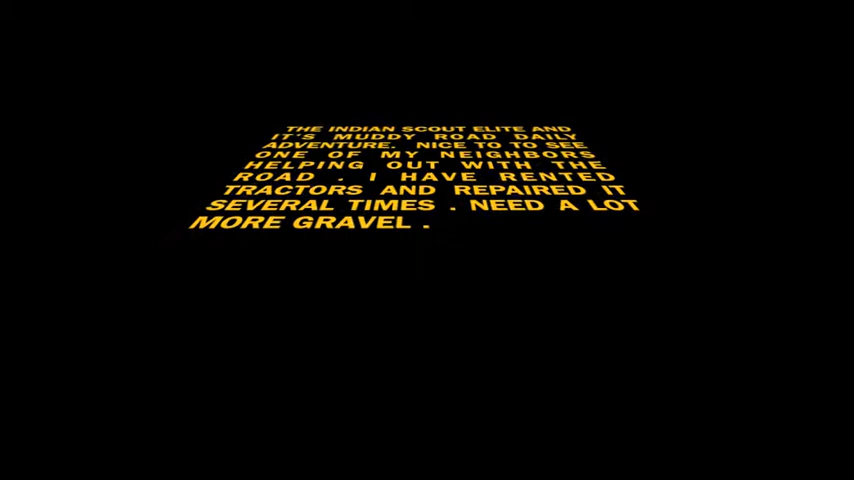 THE INDIAN SCOUT ELITE AND
IT'S MUDDY ROAD DAILY
ADVENTURE. NICE TO TO SEE
ONE OF MY NEIGHBORS
HELPING OUT WITH THE
ROAD . I HAVE RENTED
TRACTORS AND REPAIRED IT
SEVERAL TIMES . NEED A LOT
MORE GRAVEL .